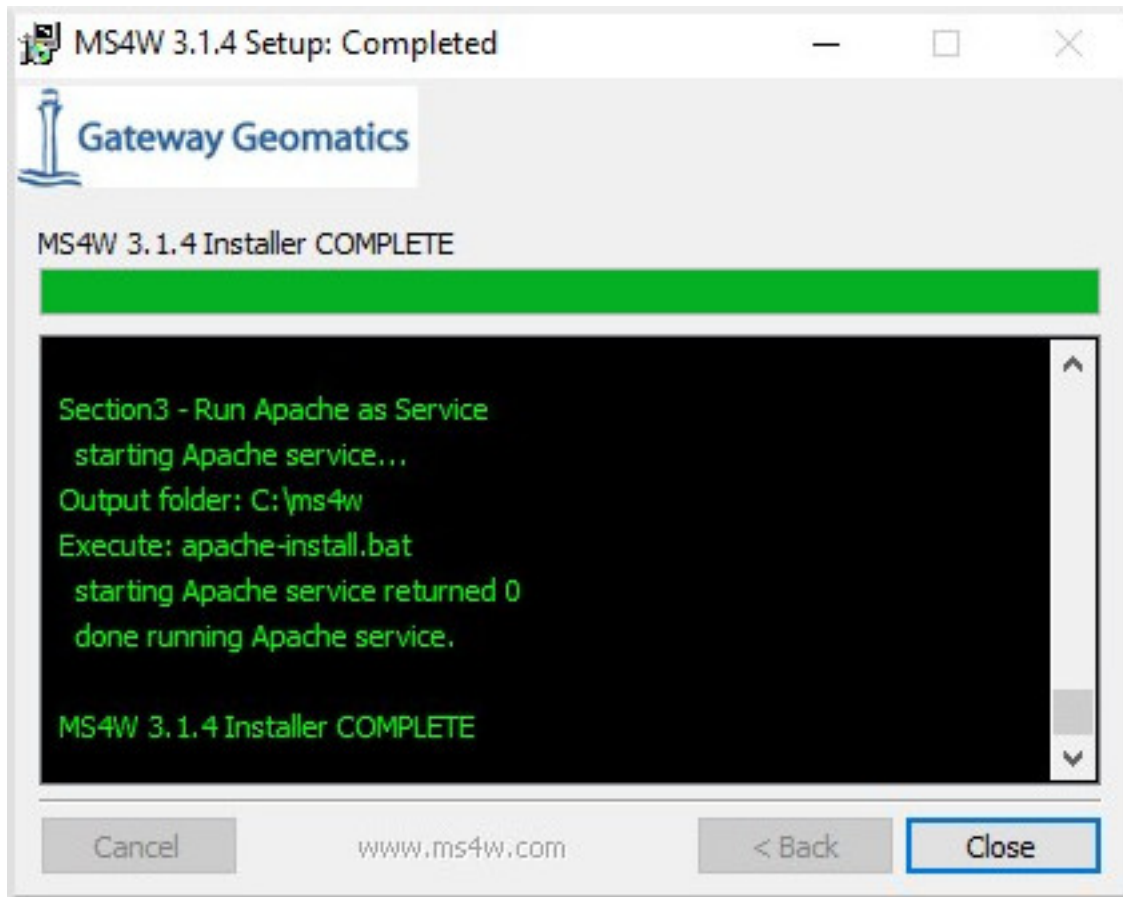 MS4W 3.1.4 Setup: Completed
Gateway Geomatics
MS4W 3.1.4 Installer COMPLETE
Section3 - Run Apache as Service
starting Apache service...
Output folder: C:\ms4w
Execute: apache-install.bat
starting Apache service returned 0
done running Apache service.
MS4W 3.1.4 Installer COMPLETE
Cancel
www.ms4w.com
< Back
Close